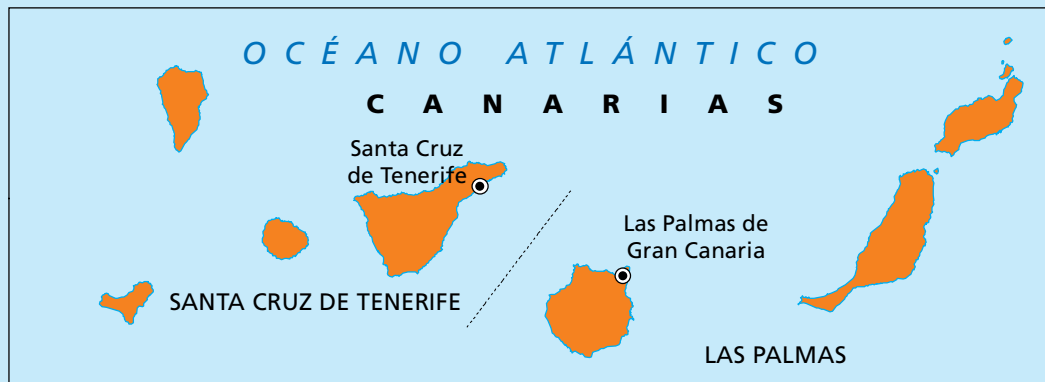 OCÉANO ATLÁNTICO
CANARIAS
Santa Cruz
de Tenerife
Las Palmas de
Gran Canaria
SANTA CRUZ DE TENERIFE
LAS PALMAS